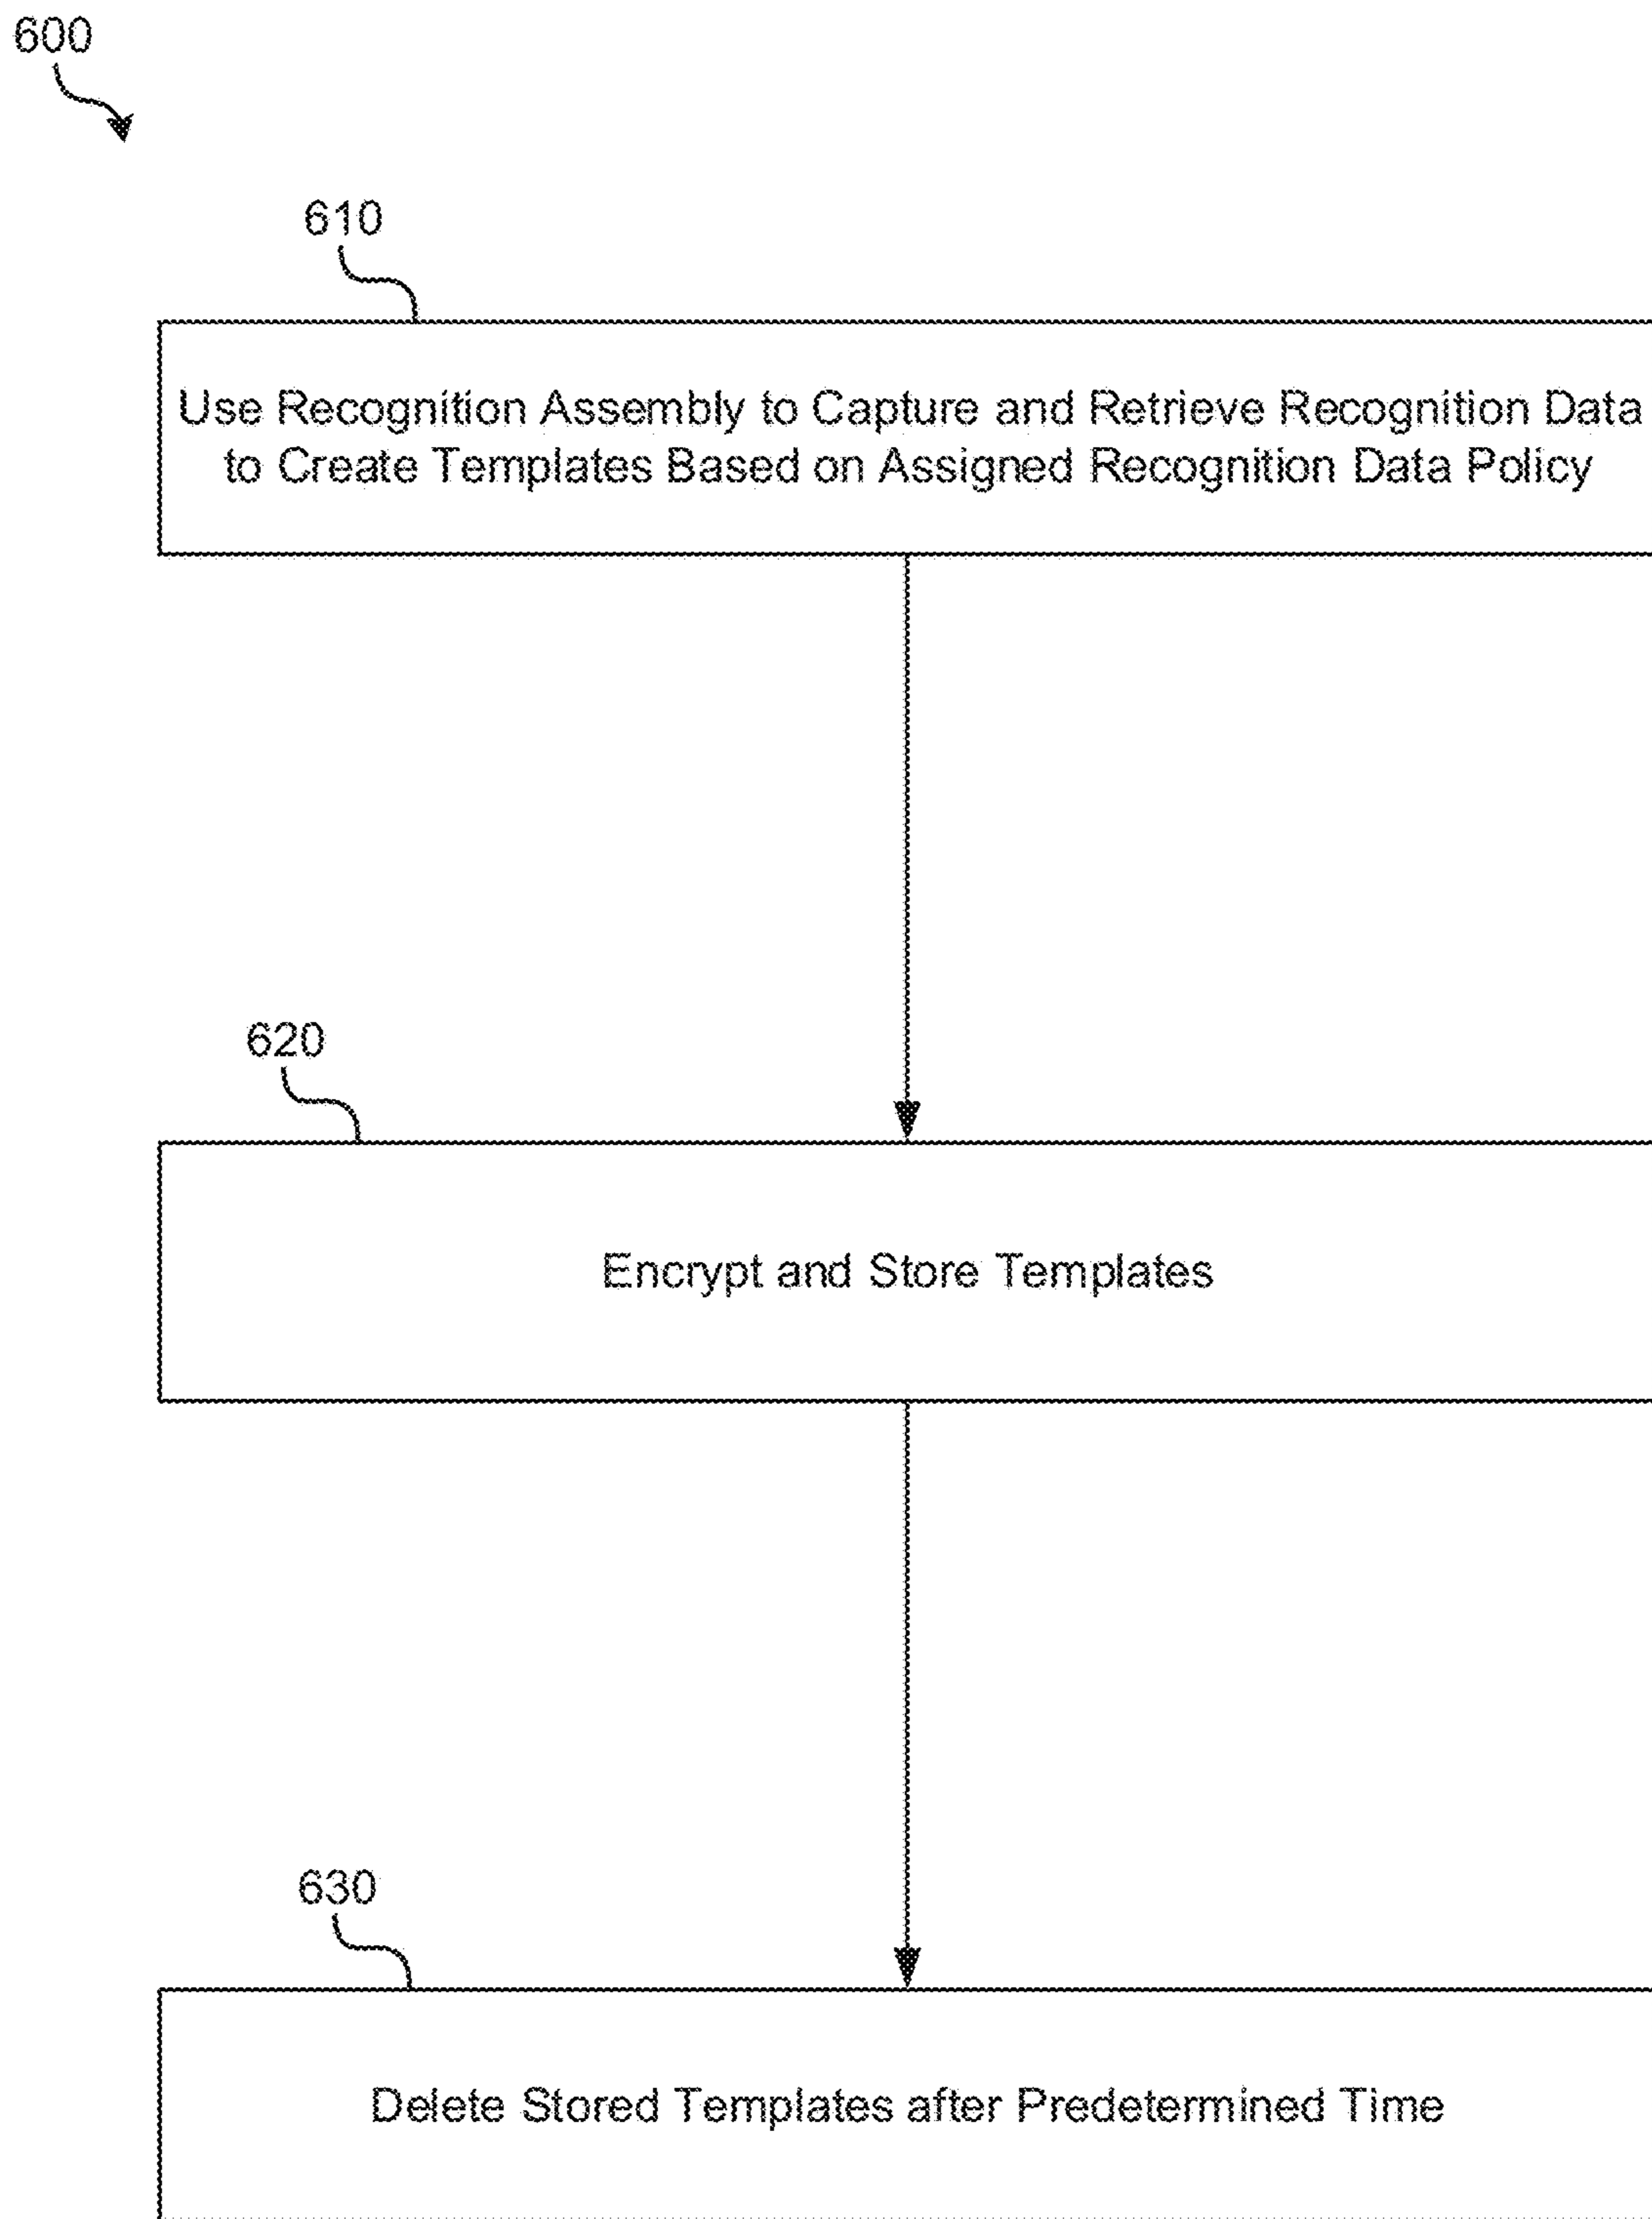 600
610
Use Recognition Assembly to Capture and Retrieve Recognition Data
to Create Templates Based on Assigned Recognition Data Policy
620
Encrypt and Store Templates
630
Delete Stored Templates after Predetermined Time